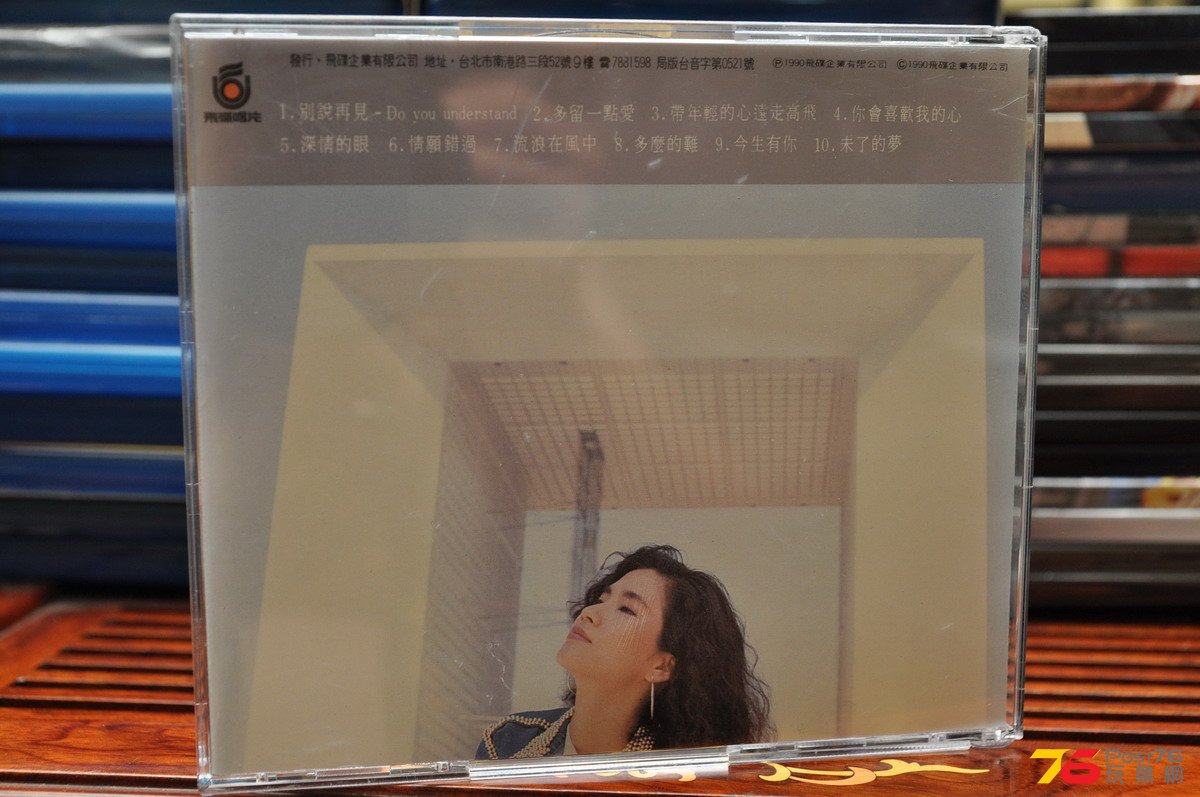 發行・飛碟企業有限公司 地址・台北市南港路三段52號9樓 ☎7881598 局版台音字第0521號 Ⓟ1990飛碟企業有限公司 Ⓒ1990飛碟企業有限公司
飛碟唱片
1. 別說再見-Do you understand 2. 多留一點愛 3. 帶年輕的心遠走高飛 4. 你會喜歡我的心
5. 深情的眼 6. 情願錯過 7. 流浪在風中 8. 多麼的難 9. 今生有你 10. 未了的夢
76 Post76
玩樂網